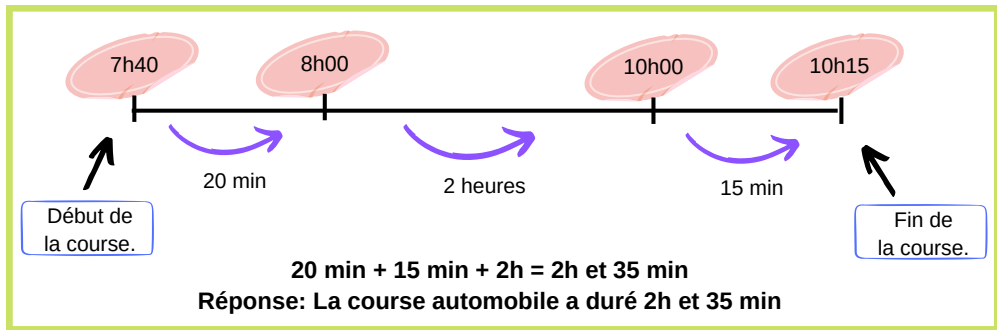 7h40
8h00
10h00
10h15
20 min
2 heures
15 min
Début de
la course.
Fin de
la course.
20 min + 15 min + 2h = 2h et 35 min
Réponse: La course automobile a duré 2h et 35 min